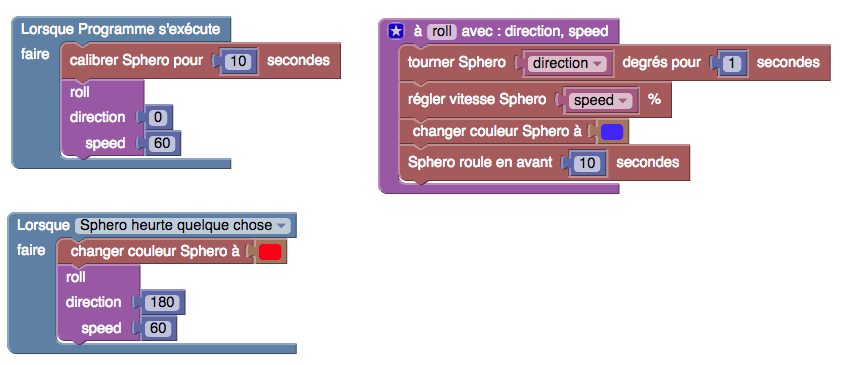 Lorsque Programme s'exécute
faire
calibrer Sphero pour 10 secondes
roll
direction 0
speed 60
à roll avec : direction, speed
tourner Sphero direction degrés pour 1 secondes
régler vitesse Sphero speed %
changer couleur Sphero à
Sphero roule en avant 10 secondes
Lorsque Sphero heurte quelque chose
faire
changer couleur Sphero à
roll
direction 180
speed 60